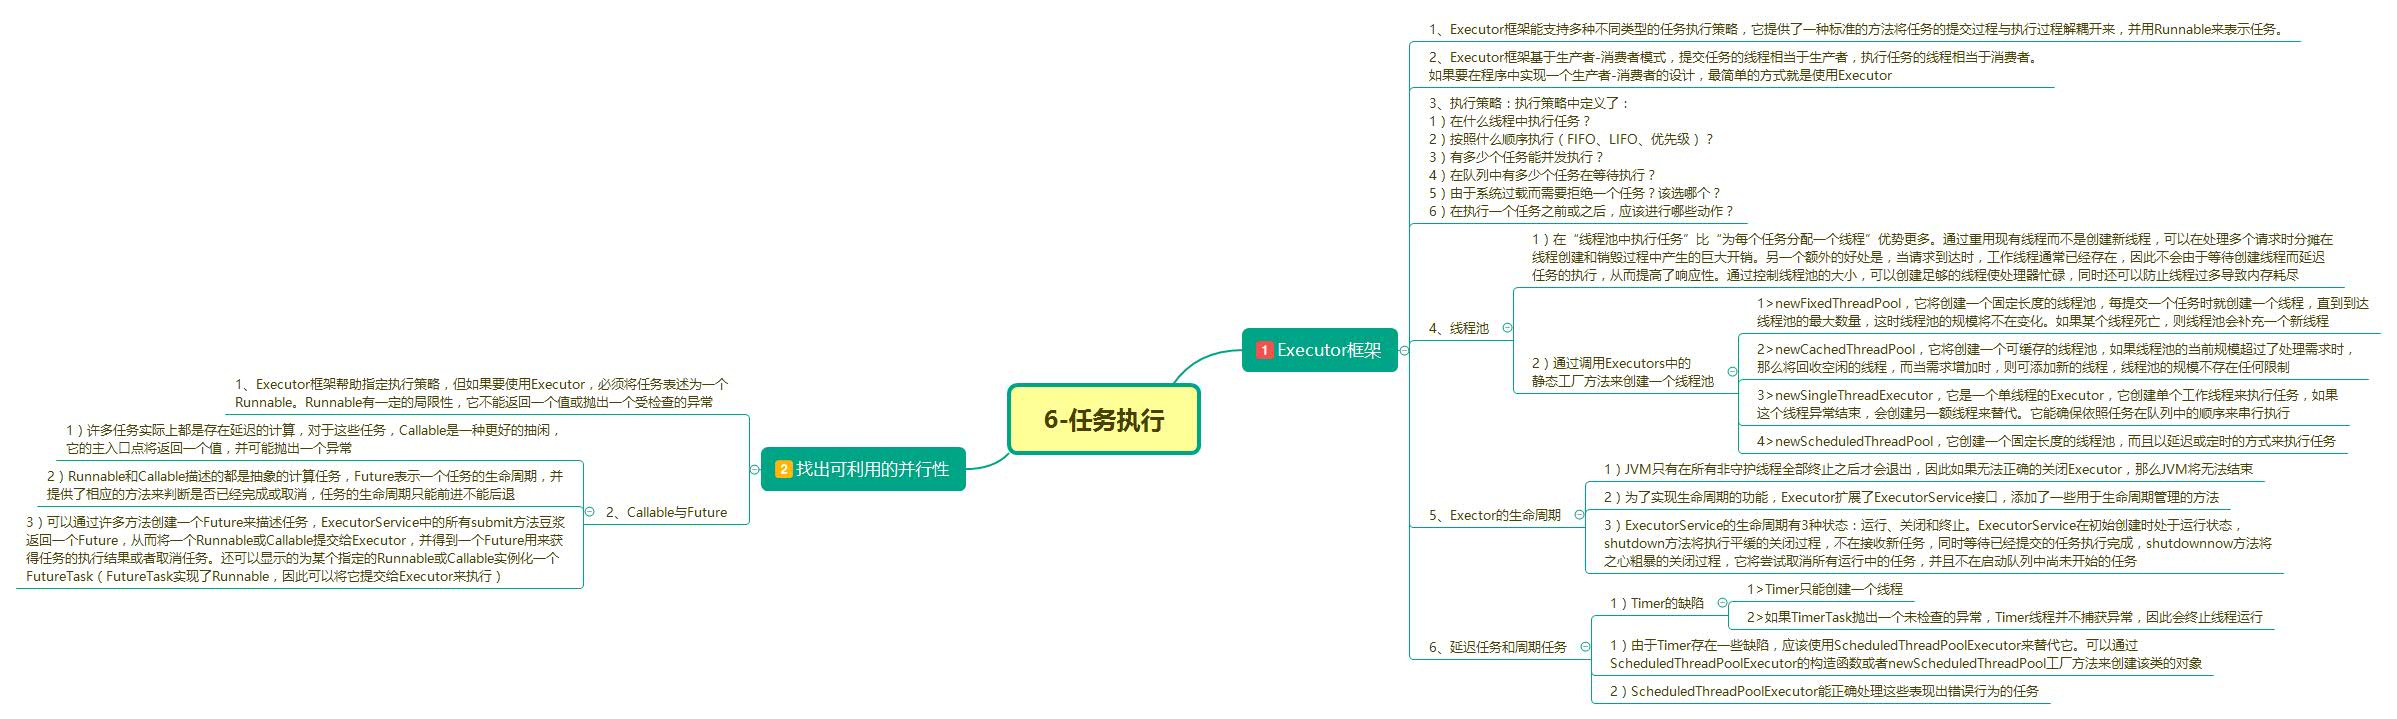 6-任务执行
1 Executor框架
1、Executor框架能支持多种不同类型的任务执行策略，它提供了一种标准的方法将任务的提交过程与执行过程解耦开来，并用Runnable来表示任务。
2、Executor框架基于生产者-消费者模式，提交任务的线程相当于生产者，执行任务的线程相当于消费者。
如果要在程序中实现一个生产者-消费者的设计，最简单的方式就是使用Executor
3、执行策略：执行策略中定义了：
1）在什么线程中执行任务？
2）按照什么顺序执行（FIFO、LIFO、优先级）？
3）有多少个任务能并发执行？
4）在队列中有多少个任务在等待执行？
5）由于系统过载而需要拒绝一个任务？该选哪个？
6）在执行一个任务之前或之后，应该进行哪些动作？
4、线程池
1）在“线程池中执行任务”比“为每个任务分配一个线程”优势更多。通过重用现有线程而不是创建新线程，可以在处理多个请求时分摊在
线程创建和销毁过程中产生的巨大开销。另一个额外的好处是，当请求到达时，工作线程通常已经存在，因此不会由于等待创建线程而延迟
任务的执行，从而提高了响应性。通过控制线程池的大小，可以创建足够的线程使处理器忙碌，同时还可以防止线程过多导致内存耗尽
2）通过调用Executors中的
静态工厂方法来创建一个线程池
1>newFixedThreadPool，它将创建一个固定长度的线程池，每提交一个任务时就创建一个线程，直到到达
线程池的最大数量，这时线程池的规模将不在变化。如果某个线程死亡，则线程池会补充一个新线程
2>newCachedThreadPool，它将创建一个可缓存的线程池，如果线程池的当前规模超过了处理需求时，
那么将回收空闲的线程，而当需求增加时，则可添加新的线程，线程池的规模不存在任何限制
3>newSingleThreadExecutor，它是一个单线程的Executor，它创建单个工作线程来执行任务，如果
这个线程异常结束，会创建另一额线程来替代。它能确保依照任务在队列中的顺序来串行执行
4>newScheduledThreadPool，它创建一个固定长度的线程池，而且以延迟或定时的方式来执行任务
5、Exector的生命周期
1）JVM只有在所有非守护线程全部终止之后才会退出，因此如果无法正确的关闭Executor，那么JVM将无法结束
2）为了实现生命周期的功能，Executor扩展了ExecutorService接口，添加了一些用于生命周期管理的方法
3）ExecutorService的生命周期有3种状态：运行、关闭和终止。ExecutorService在初始创建时处于运行状态，
shutdown方法将执行平缓的关闭过程，不在接收新任务，同时等待已经提交的任务执行完成，shutdownnow方法将
之心粗暴的关闭过程，它将尝试取消所有运行中的任务，并且不在启动队列中尚未开始的任务
6、延迟任务和周期任务
1）Timer的缺陷
1>Timer只能创建一个线程
2>如果TimerTask抛出一个未检查的异常，Timer线程并不捕获异常，因此会终止线程运行
1）由于Timer存在一些缺陷，应该使用ScheduledThreadPoolExecutor来替代它。可以通过
ScheduledThreadPoolExecutor的构造函数或者newScheduledThreadPool工厂方法来创建该类的对象
2）ScheduledThreadPoolExecutor能正确处理这些表现出错误行为的任务
2 找出可利用的并行性
1、Executor框架帮助指定执行策略，但如果要使用Executor，必须将任务表述为一个
Runnable。Runnable有一定的局限性，它不能返回一个值或抛出一个受检查的异常
2、Callable与Future
1）许多任务实际上都是存在延迟的计算，对于这些任务，Callable是一种更好的抽闲，
它的主入口点将返回一个值，并可能抛出一个异常
2）Runnable和Callable描述的都是抽象的计算任务，Future表示一个任务的生命周期，并
提供了相应的方法来判断是否已经完成或取消，任务的生命周期只能前进不能后退
3）可以通过许多方法创建一个Future来描述任务，ExecutorService中的所有submit方法豆浆
返回一个Future，从而将一个Runnable或Callable提交给Executor，并得到一个Future用来获
得任务的执行结果或者取消任务。还可以显示的为某个指定的Runnable或Callable实例化一个
FutureTask（FutureTask实现了Runnable，因此可以将它提交给Executor来执行）